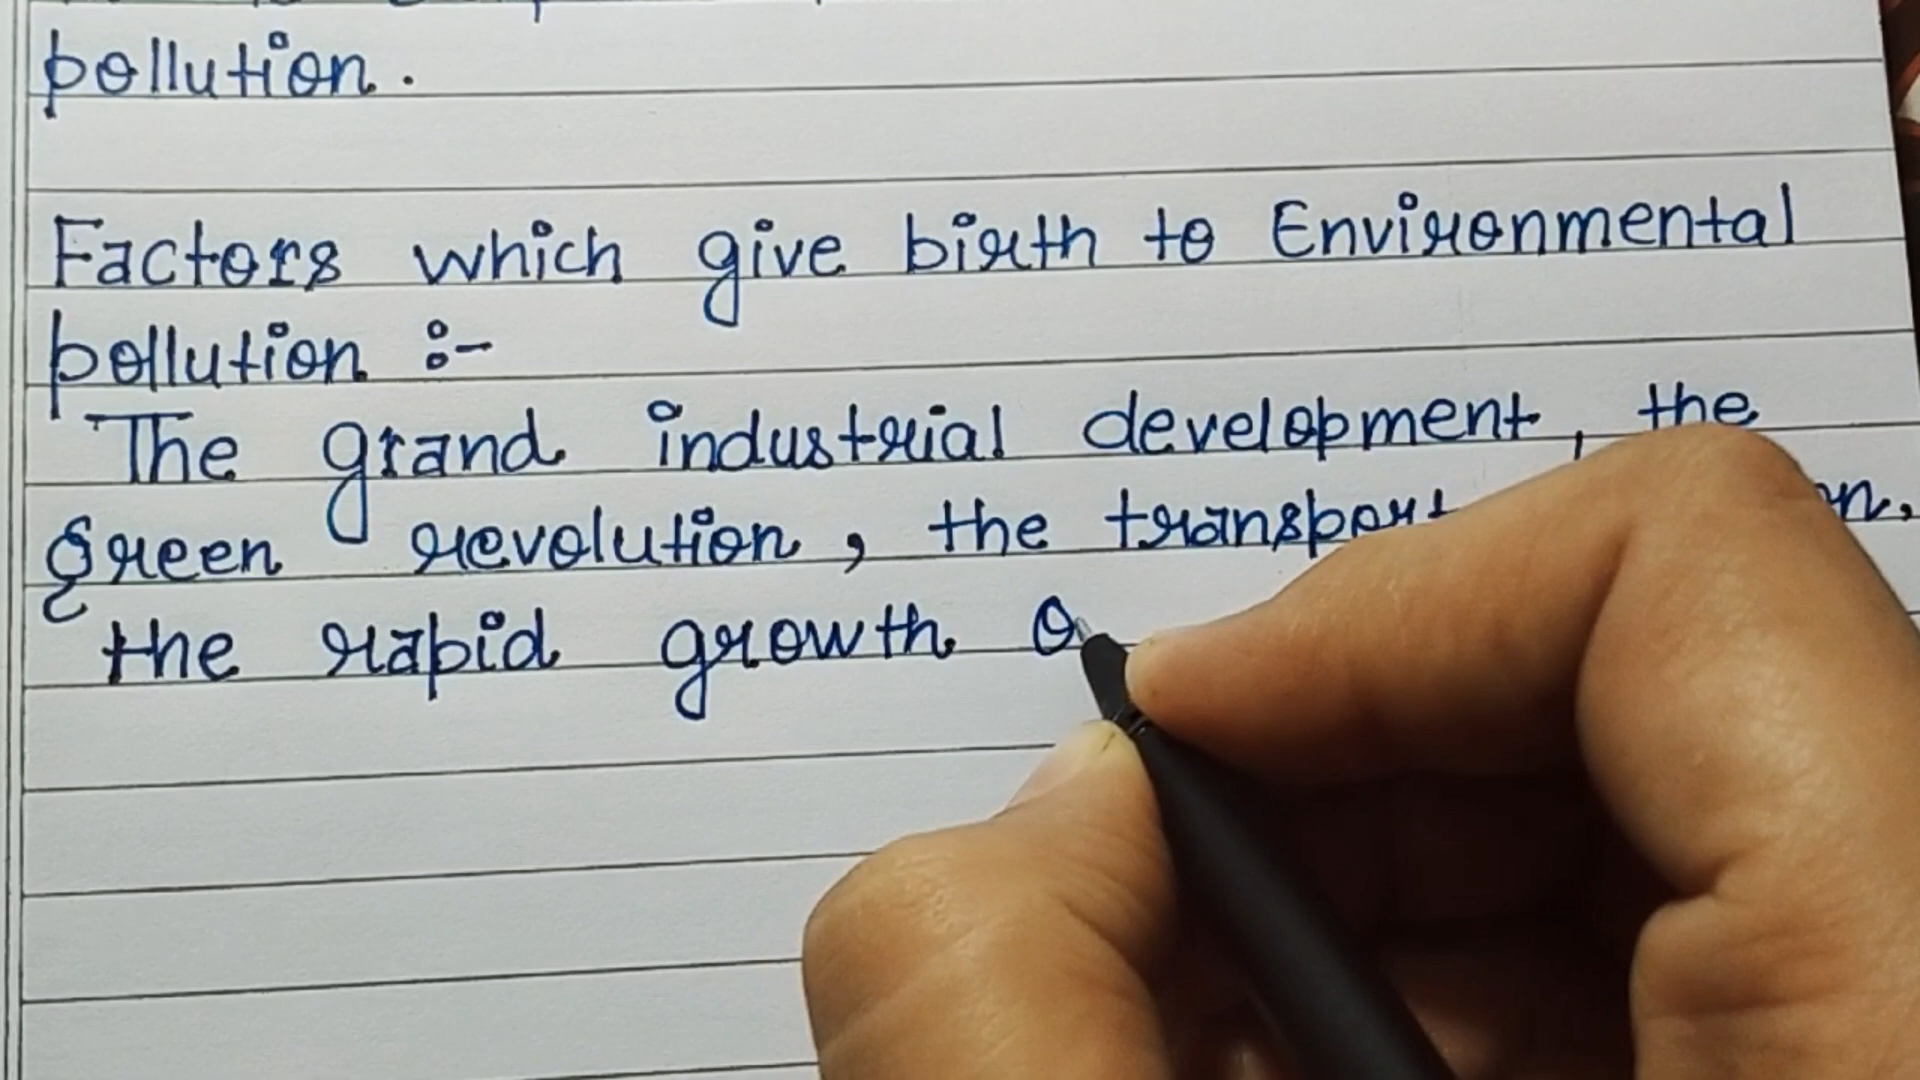 pollution.
Factors which give birth to Environmental
pollution :-
The grand industrial development, the
green revolution, the
the rapid growth